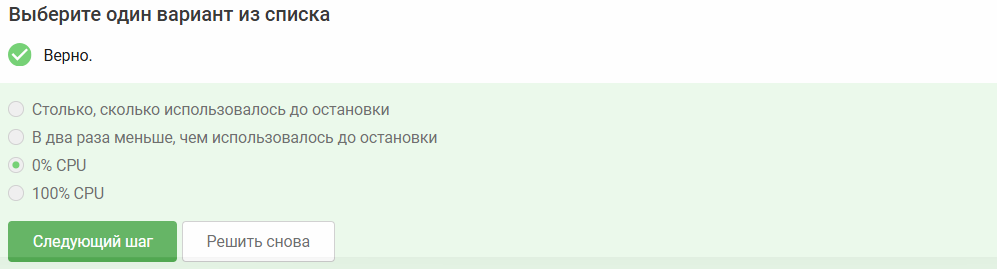 Выберите один вариант из списка
Верно.
Столько, сколько использовалось до остановки
В два раза меньше, чем использовалось до остановки
0% CPU
100% CPU
Следующий шаг
Решить снова